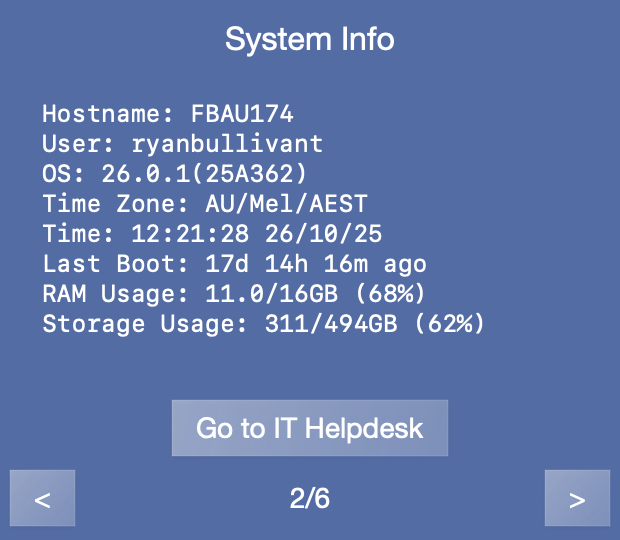 System Info
Hostname: FBAU174
User: ryanbullivant
OS: 26.0.1(25A362)
Time Zone: AU/Mel/AEST
Time: 12:21:28 26/10/25
Last Boot: 17d 14h 16m ago
RAM Usage: 11.0/16GB (68%)
Storage Usage: 311/494GB (62%)
Go to IT Helpdesk
< 2/6 >